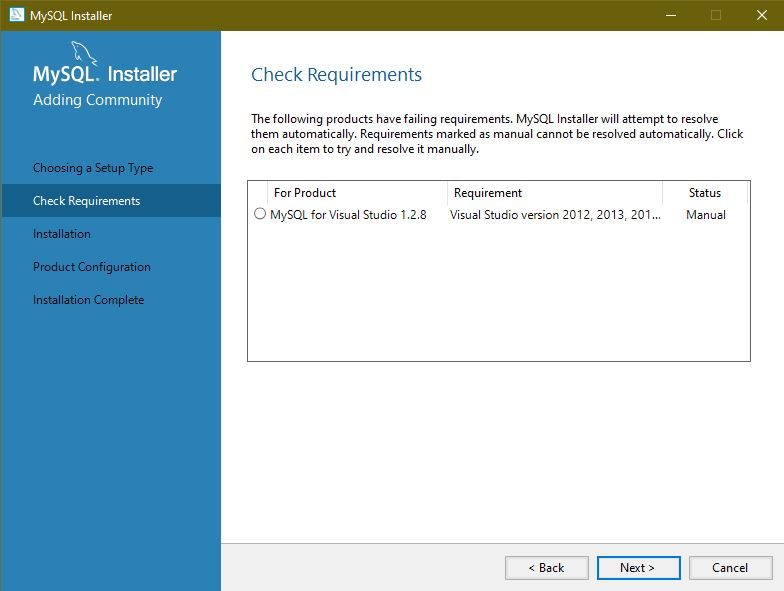 MySQL Installer
MySQL. Installer
Adding Community
Choosing a Setup Type
Check Requirements
Installation
Product Configuration
Installation Complete
Check Requirements
The following products have failing requirements. MySQL Installer will attempt to resolve
them automatically. Requirements marked as manual cannot be resolved automatically. Click
on each item to try and resolve it manually.
For Product Requirement Status
MySQL for Visual Studio 1.2.8 Visual Studio version 2012, 2013, 201... Manual
< Back Next > Cancel